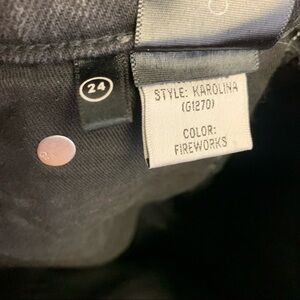 24
STYLE: KAROLINA
(G1270)
COLOR:
FIREWORKS